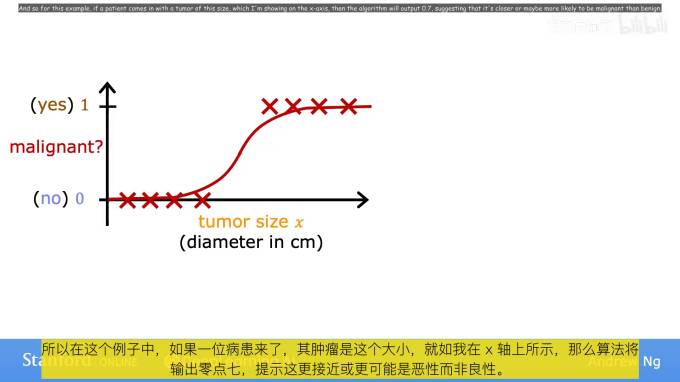 And so for this example, if a patient comes in with a tumor of this size, which I'm showing on the x-axis, then the algorithm will output 0.7, suggesting that it's closer or maybe more likely to be malignant than benign.
bilibili
(yes) 1
malignant?
(no) 0
tumor size x
(diameter in cm)
Stanford ONLINE Andrew Ng
所以在这个例子中，如果一位病患来了，其肿瘤是这个大小，就如我在 x 轴上所示，那么算法将
输出零点七，提示这更接近或更可能是恶性而非良性。